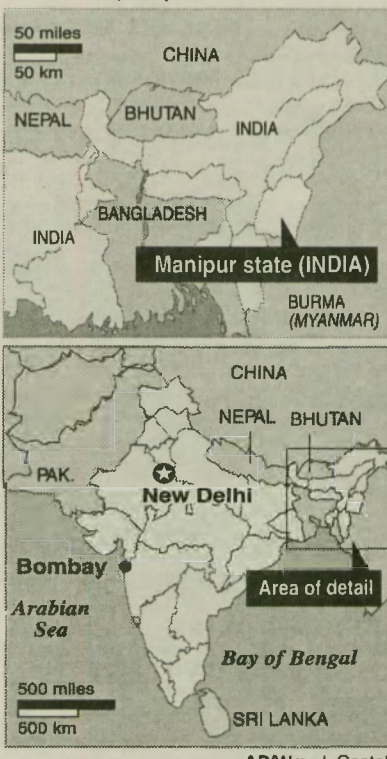 50 miles
50 km
CHINA
NEPAL
BHUTAN
INDIA
BANGLADESH
INDIA
Manipur state (INDIA)
BURMA
(MYANMAR)
CHINA
NEPAL BHUTAN
PAK.
New Delhi
Bombay
Area of detail
Arabian
Sea
Bay of Bengal
500 miles
500 km
SRI LANKA